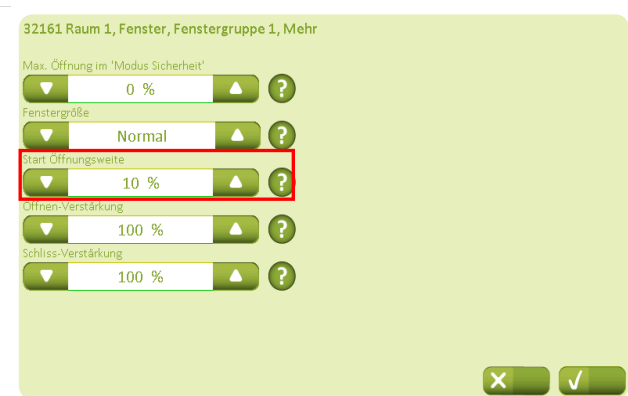 32161 Raum 1, Fenster, Fenstergruppe 1, Mehr
Max. Öffnung im 'Modus Sicherheit'
0 %
?
Fenstergröße
Normal
?
Start Öffnungsweite
10 %
?
Öffnen-Verstärkung
100 %
?
Schliss-Verstärkung
100 %
?